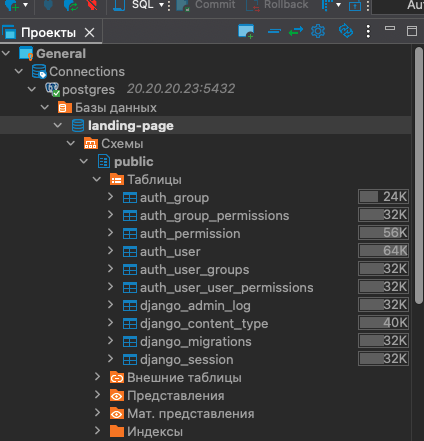 SQL Commit Rollback Aut
Проекты
General
Connections
postgres 20.20.20.23:5432
Базы данных
landing-page
Схемы
public
Таблицы
auth_group 24K
auth_group_permissions 32K
auth_permission 56K
auth_user 64K
auth_user_groups 32K
auth_user_user_permissions 32K
django_admin_log 32K
django_content_type 40K
django_migrations 32K
django_session 32K
Внешние таблицы
Представления
Мат. представления
Индексы